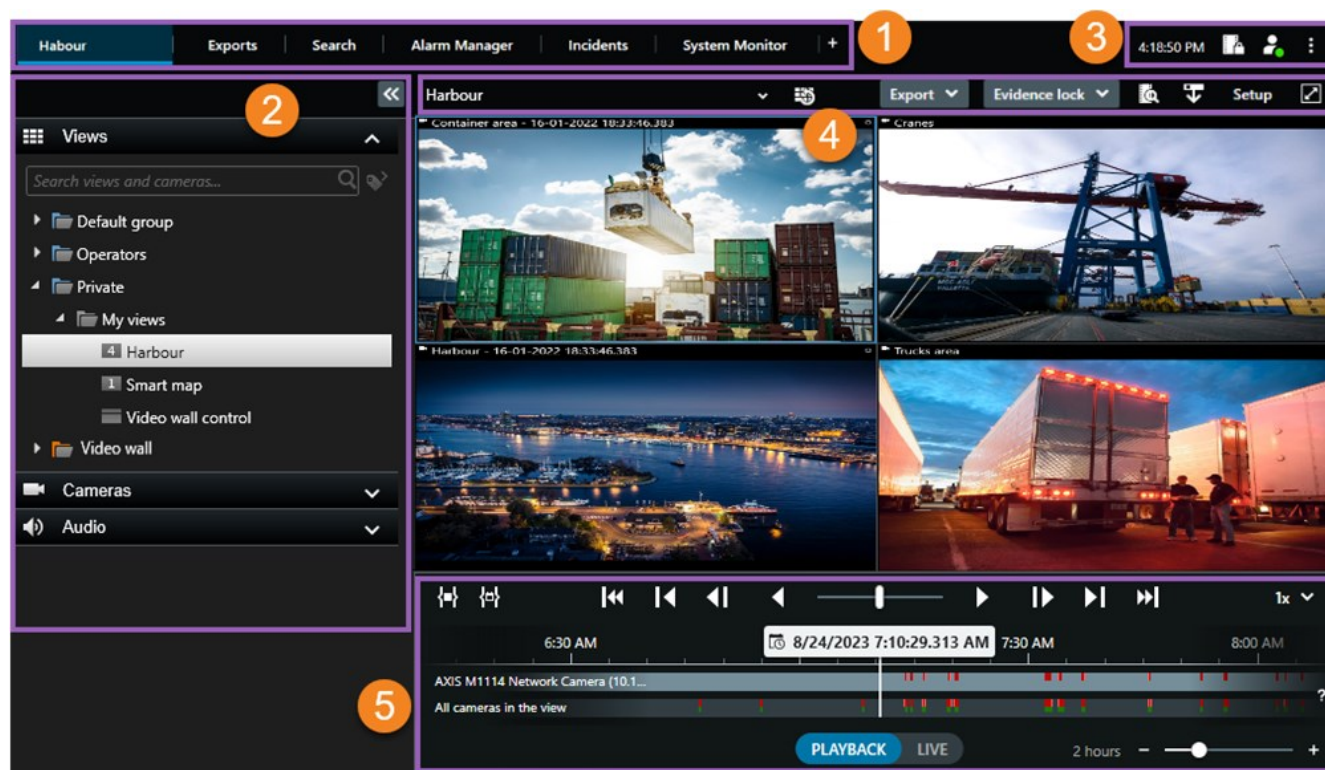 Habour Exports Search Alarm Manager Incidents System Monitor +
1
3
4:18:50 PM
2
Views
Search views and cameras...
Default group
Operators
Private
My views
4 Harbour
1 Smart map
Video wall control
Video wall
Cameras
Audio
Harbour Export Evidence lock Setup
4
Container area - 16-01-2022 18:33:46.383
Cranes
Harbour - 16-01-2022 18:33:46.383
Trucks area
1x
6:30 AM 8/24/2023 7:10:29.313 AM 7:30 AM 8:00 AM
5
AXIS M1114 Network Camera (10.1...
All cameras in the view
?
PLAYBACK LIVE 2 hours − +